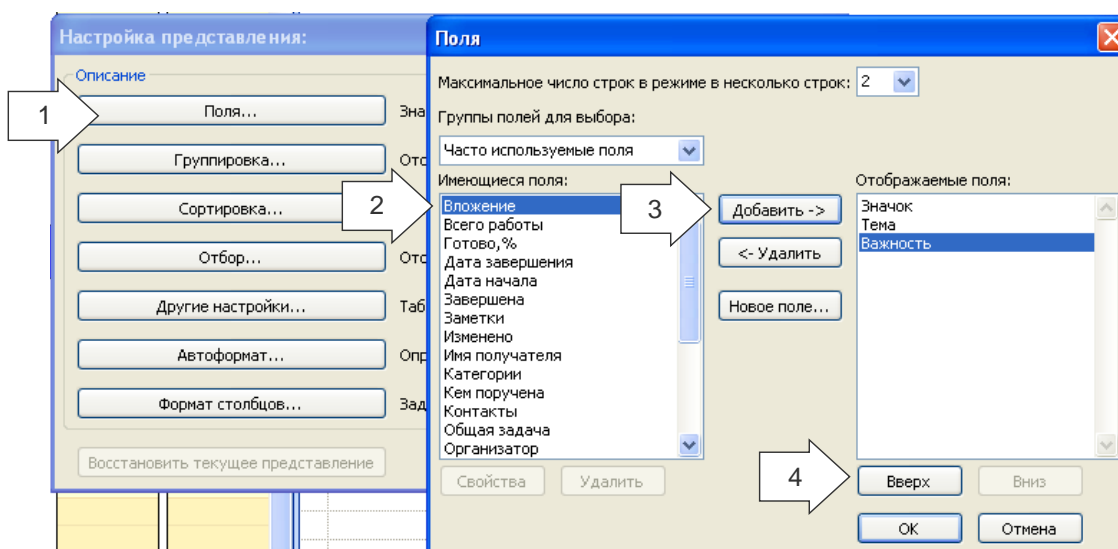 Настройка представления:
Описание
1
Поля...
Зна
Группировка...
Ото
Сортировка...
Отбор...
Ото
Другие настройки...
Таб
Автоформат...
Опр
Формат столбцов...
Зад
Восстановить текущее представление
Поля
Максимальное число строк в режиме в несколько строк: 2
Группы полей для выбора:
Часто используемые поля
Имеющиеся поля:
2
Вложение
Всего работы
Готово,%
Дата завершения
Дата начала
Завершена
Заметки
Изменено
Имя получателя
Категории
Кем поручена
Контакты
Общая задача
Организатор
Свойства
Удалить
3
Добавить ->
<- Удалить
Новое поле...
Отображаемые поля:
Значок
Тема
Важность
4
Вверх
Вниз
ОК
Отмена